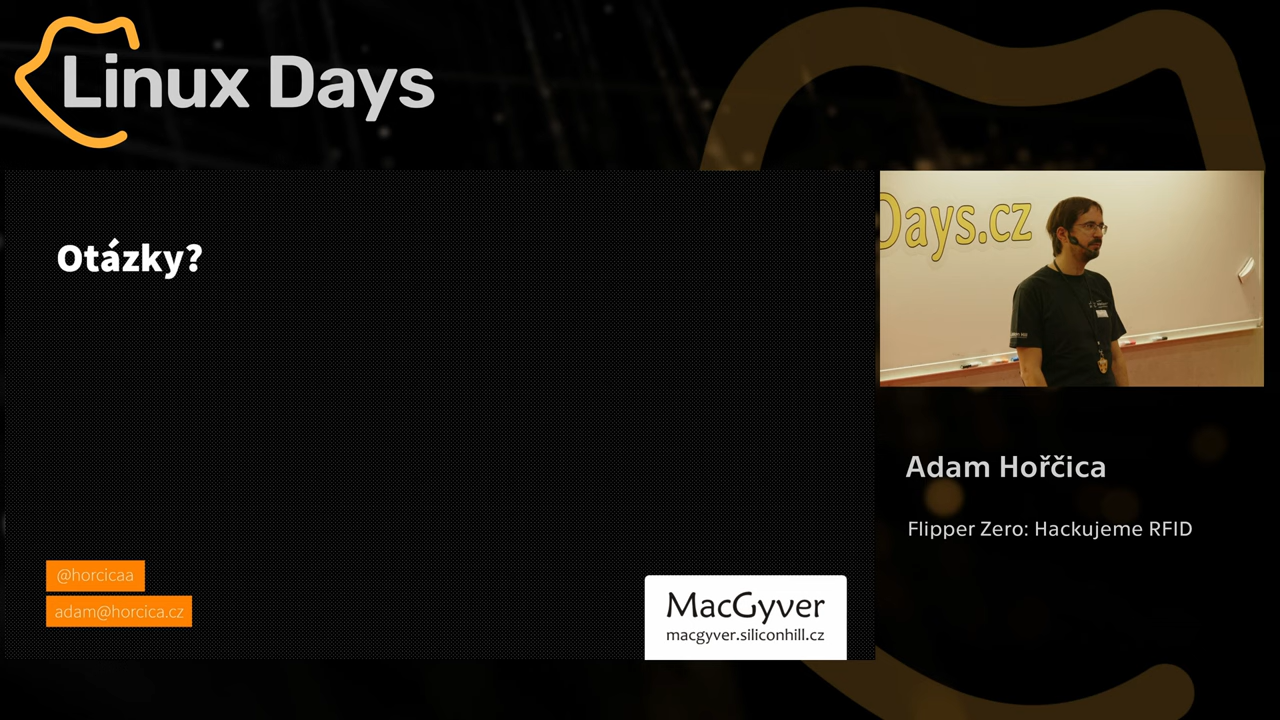 Linux Days
Otázky?
Days.cz
Adam Hořčica
Flipper Zero: Hackujeme RFID
@horcicaa
adam@horcica.cz
MacGyver
macgyver.siliconhill.cz